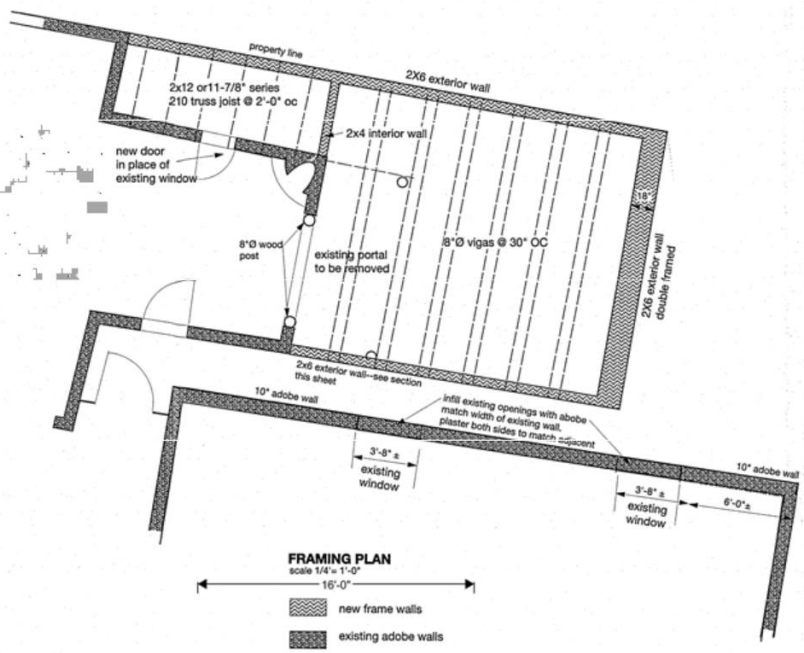 property line
2X6 exterior wall
2x12 or11-7/8" series
210 truss joist @ 2'-0" oc
2x4 interior wall
new door
in place of
existing window
18"
8"Ø wood
post
existing portal
to be removed
8"Ø vigas @ 30" OC
2X6 exterior wall
double framed
2x6 exterior wall--see section
this sheet
10" adobe wall
infill existing openings with abobe
match width of existing wall,
plaster both sides to match adjacent
3'-8" ±
existing
window
10" adobe wall
3'-8" ±
existing
window
6'-0"±
FRAMING PLAN
scale 1/4'= 1'-0"
16'-0"
new frame walls
existing adobe walls